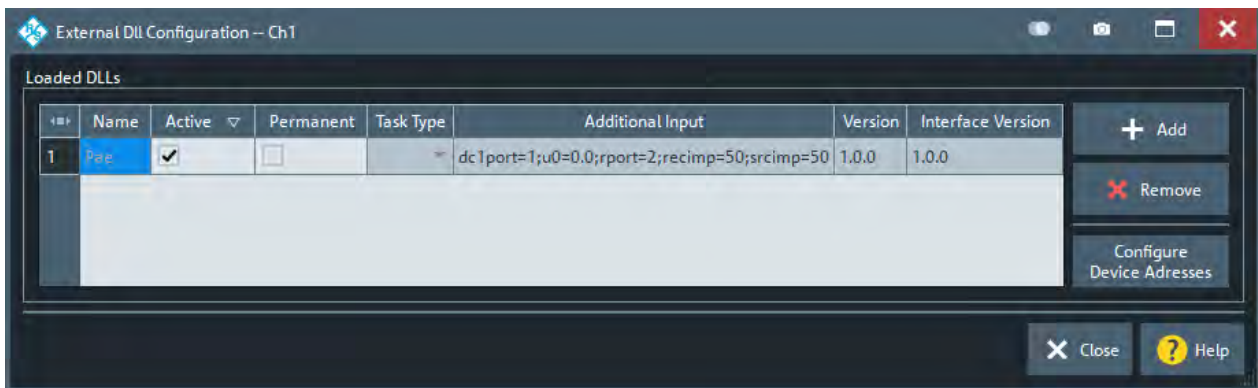 External Dll Configuration – Ch1
Loaded DLLs
Name Active Permanent Task Type Additional Input Version Interface Version
1 Pae dc1port=1;u0=0.0;rport=2;recimp=50;srcimp=50 1.0.0 1.0.0
Add
Remove
Configure
Device Adresses
Close
Help